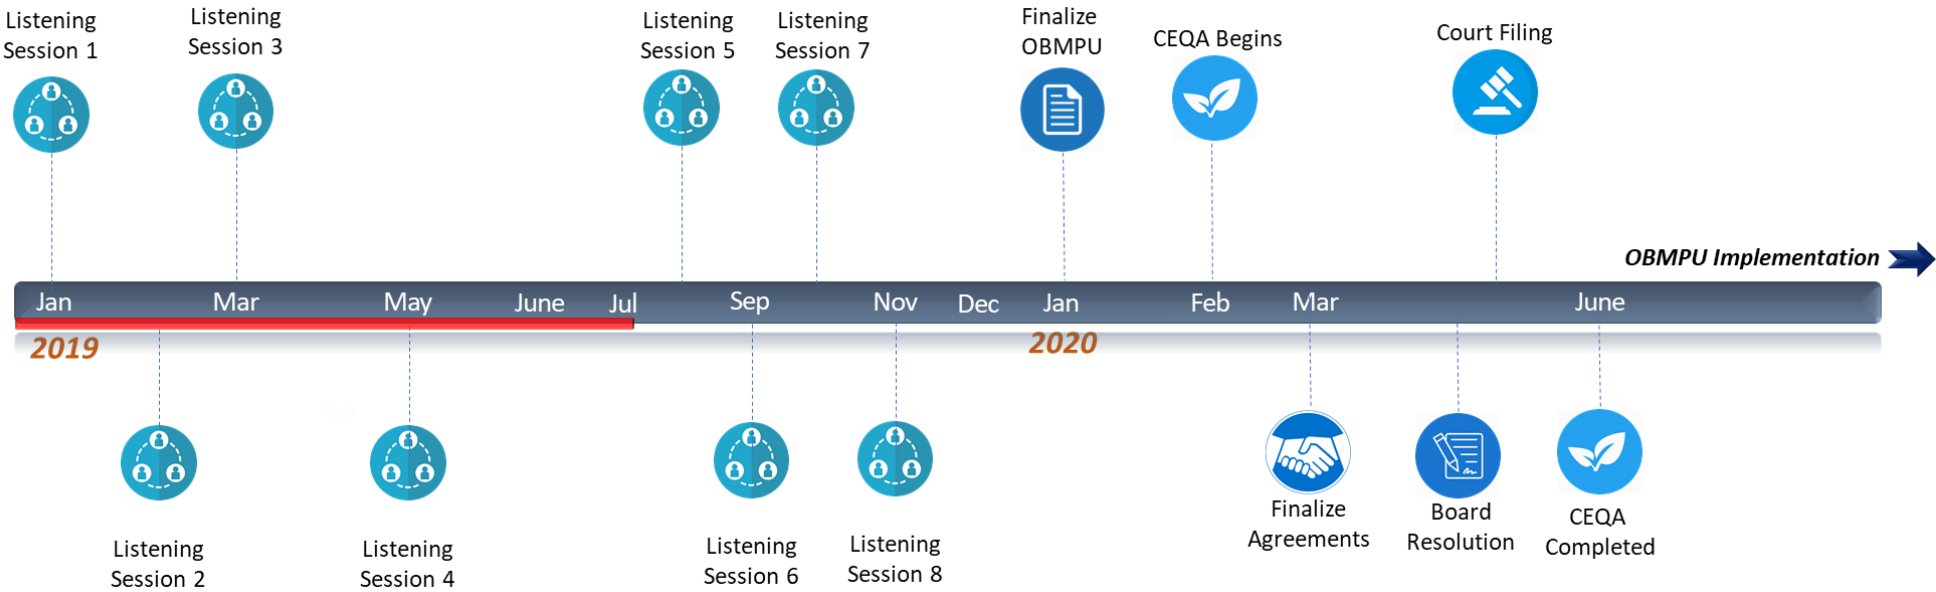 Listening
Session 1
Listening
Session 3
Listening
Session 5
Listening
Session 7
Finalize
OBMPU
CEQA Begins
Court Filing
OBMPU Implementation
Jan
Mar
May
June
Jul
Sep
Nov
Dec
Jan
Feb
Mar
June
2019
2020
Listening
Session 2
Listening
Session 4
Listening
Session 6
Listening
Session 8
Finalize
Agreements
Board
Resolution
CEQA
Completed